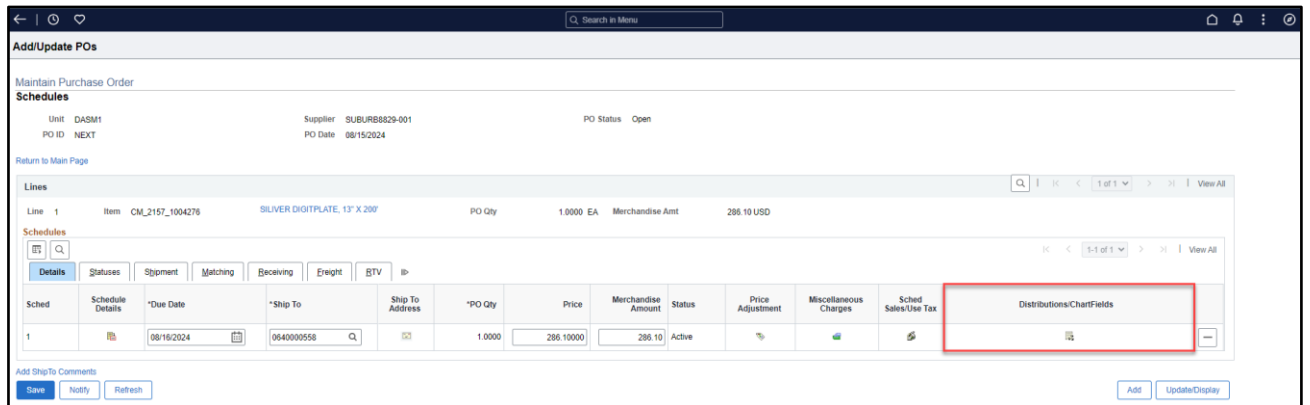 Search in Menu
Add/Update POs
Maintain Purchase Order
Schedules
Unit DASM1 Supplier SUBURB8829-001 PO Status Open
PO ID NEXT PO Date 08/15/2024
Return to Main Page
Lines 1 of 1 View All
Line 1 Item CM_2157_1004276 SILIVER DIGITPLATE, 13" X 200' PO Qty 1.0000 EA Merchandise Amt 286.10 USD
Schedules
1-1 of 1 View All
Details Statuses Shipment Matching Receiving Freight RTV
Sched Schedule Details *Due Date *Ship To Ship To Address *PO Qty Price Merchandise Amount Status Price Adjustment Miscellaneous Charges Sched Sales/Use Tax Distributions/ChartFields
1 08/16/2024 0640000558 1.0000 286.10000 286.10 Active
Add ShipTo Comments
Save Notify Refresh Add Update/Display